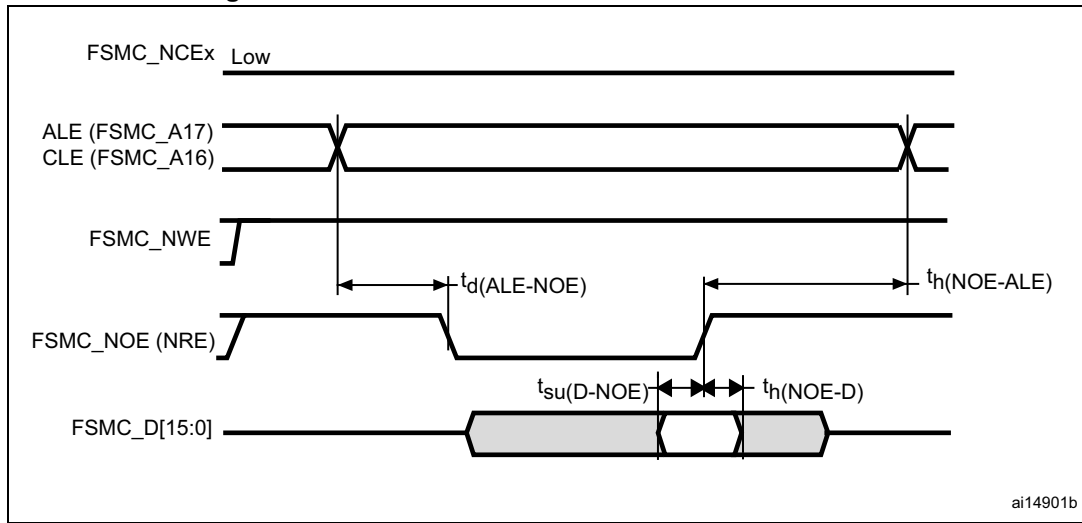 FSMC_NCEx Low
ALE (FSMC_A17)
CLE (FSMC_A16)
FSMC_NWE
td(ALE-NOE)
th(NOE-ALE)
FSMC_NOE (NRE)
tsu(D-NOE)
th(NOE-D)
FSMC_D[15:0]
ai14901b